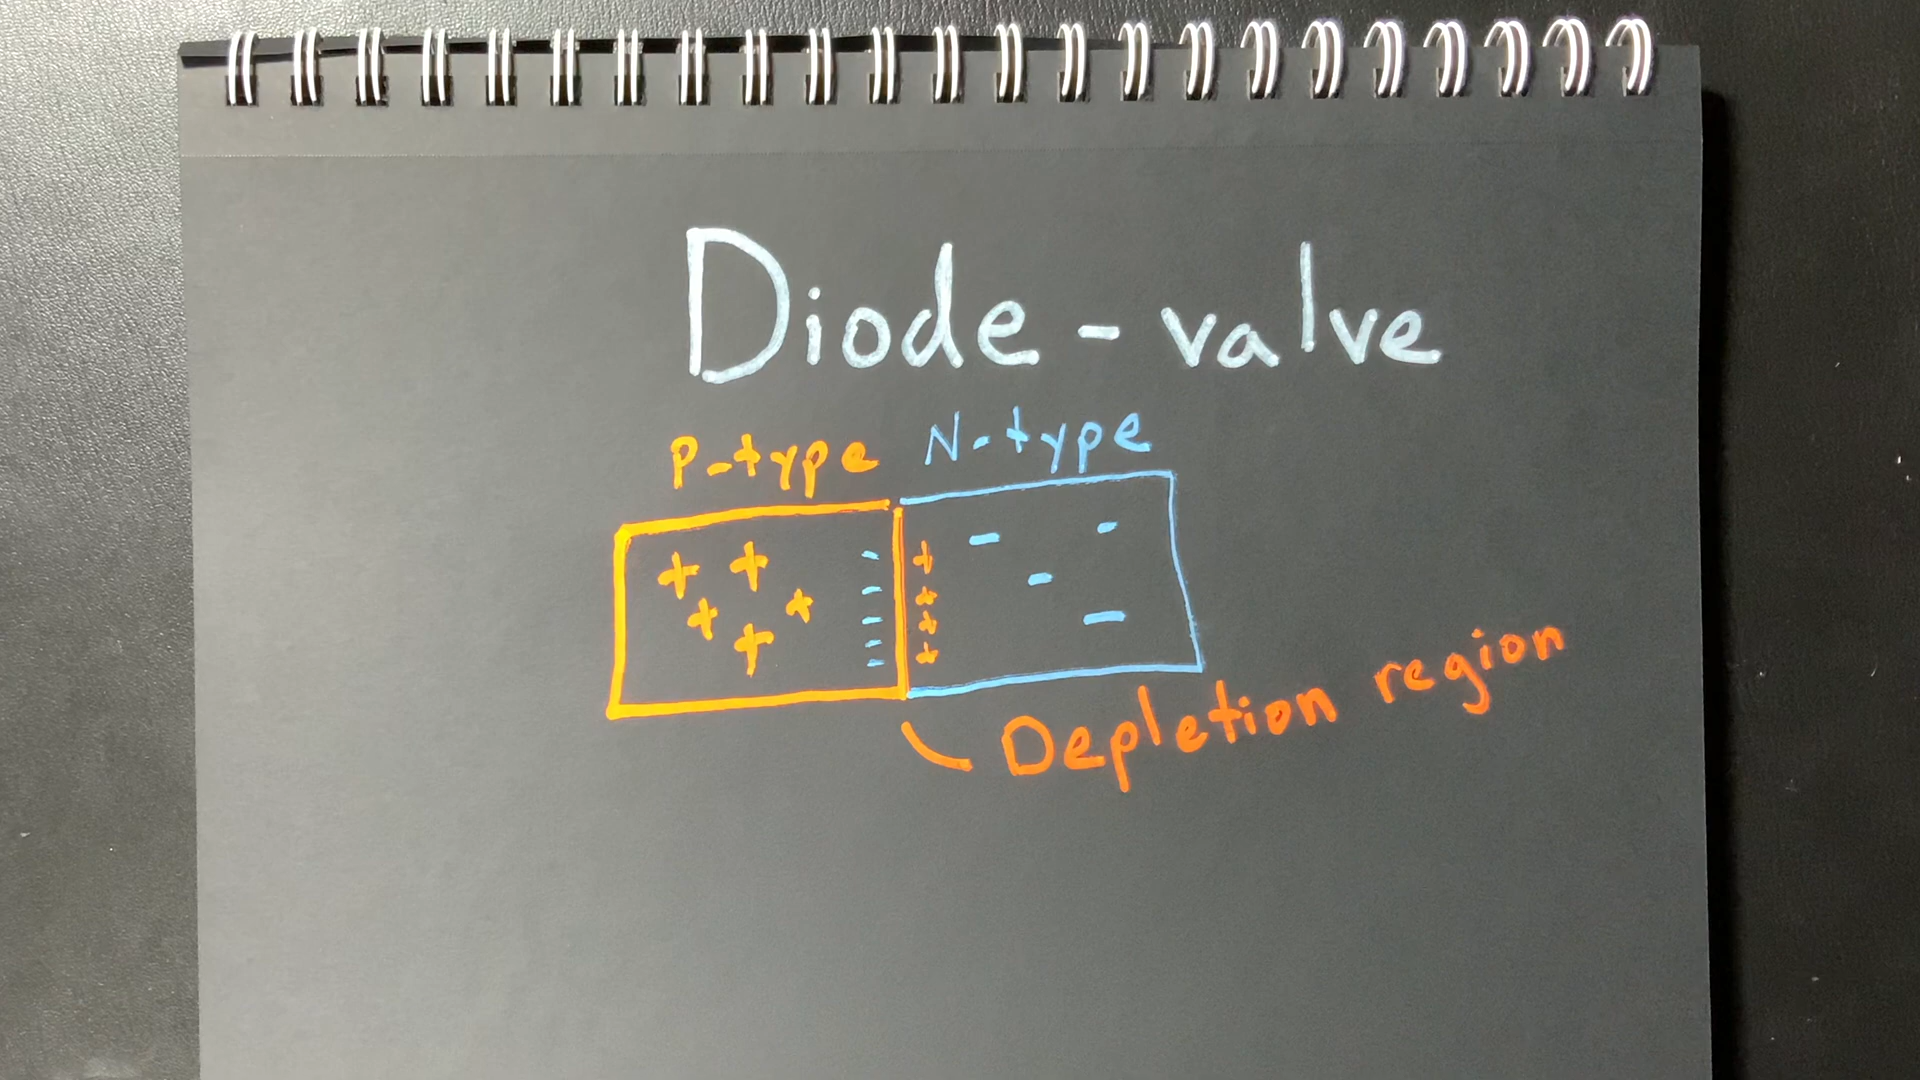 Diode - valve
P-type N-type
+ + - + - -
+ + - + -
+ - + -
- +
-
Depletion region